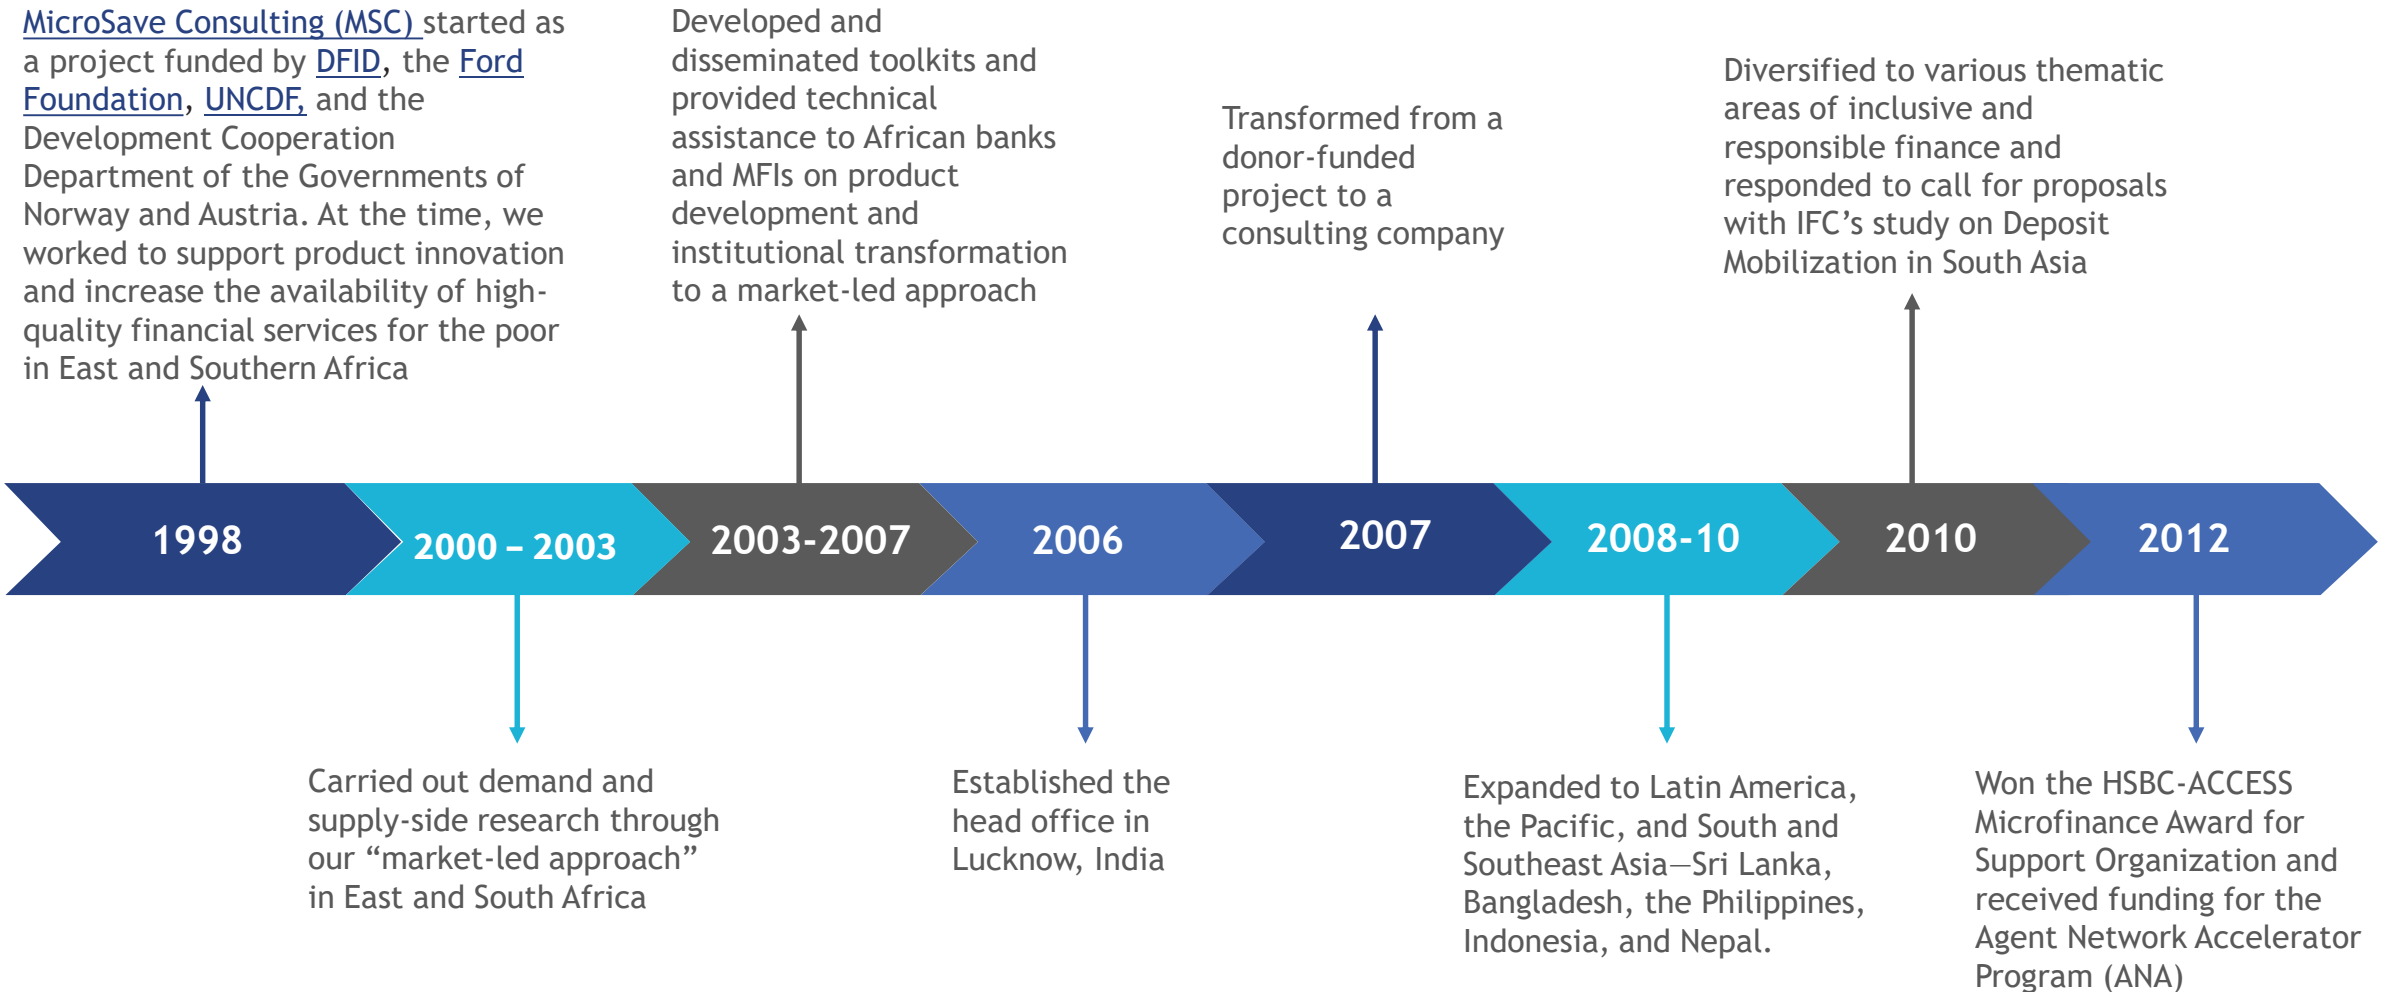 MicroSave Consulting (MSC) started as
a project funded by DFID, the Ford
Foundation, UNCDF, and the
Development Cooperation
Department of the Governments of
Norway and Austria. At the time, we
worked to support product innovation
and increase the availability of high-
quality financial services for the poor
in East and Southern Africa
Developed and
disseminated toolkits and
provided technical
assistance to African banks
and MFIs on product
development and
institutional transformation
to a market-led approach
Transformed from a
donor-funded
project to a
consulting company
Diversified to various thematic
areas of inclusive and
responsible finance and
responded to call for proposals
with IFC’s study on Deposit
Mobilization in South Asia
1998
2000 – 2003
2003-2007
2006
2007
2008-10
2010
2012
Carried out demand and
supply-side research through
our “market-led approach”
in East and South Africa
Established the
head office in
Lucknow, India
Expanded to Latin America,
the Pacific, and South and
Southeast Asia—Sri Lanka,
Bangladesh, the Philippines,
Indonesia, and Nepal.
Won the HSBC-ACCESS
Microfinance Award for
Support Organization and
received funding for the
Agent Network Accelerator
Program (ANA)